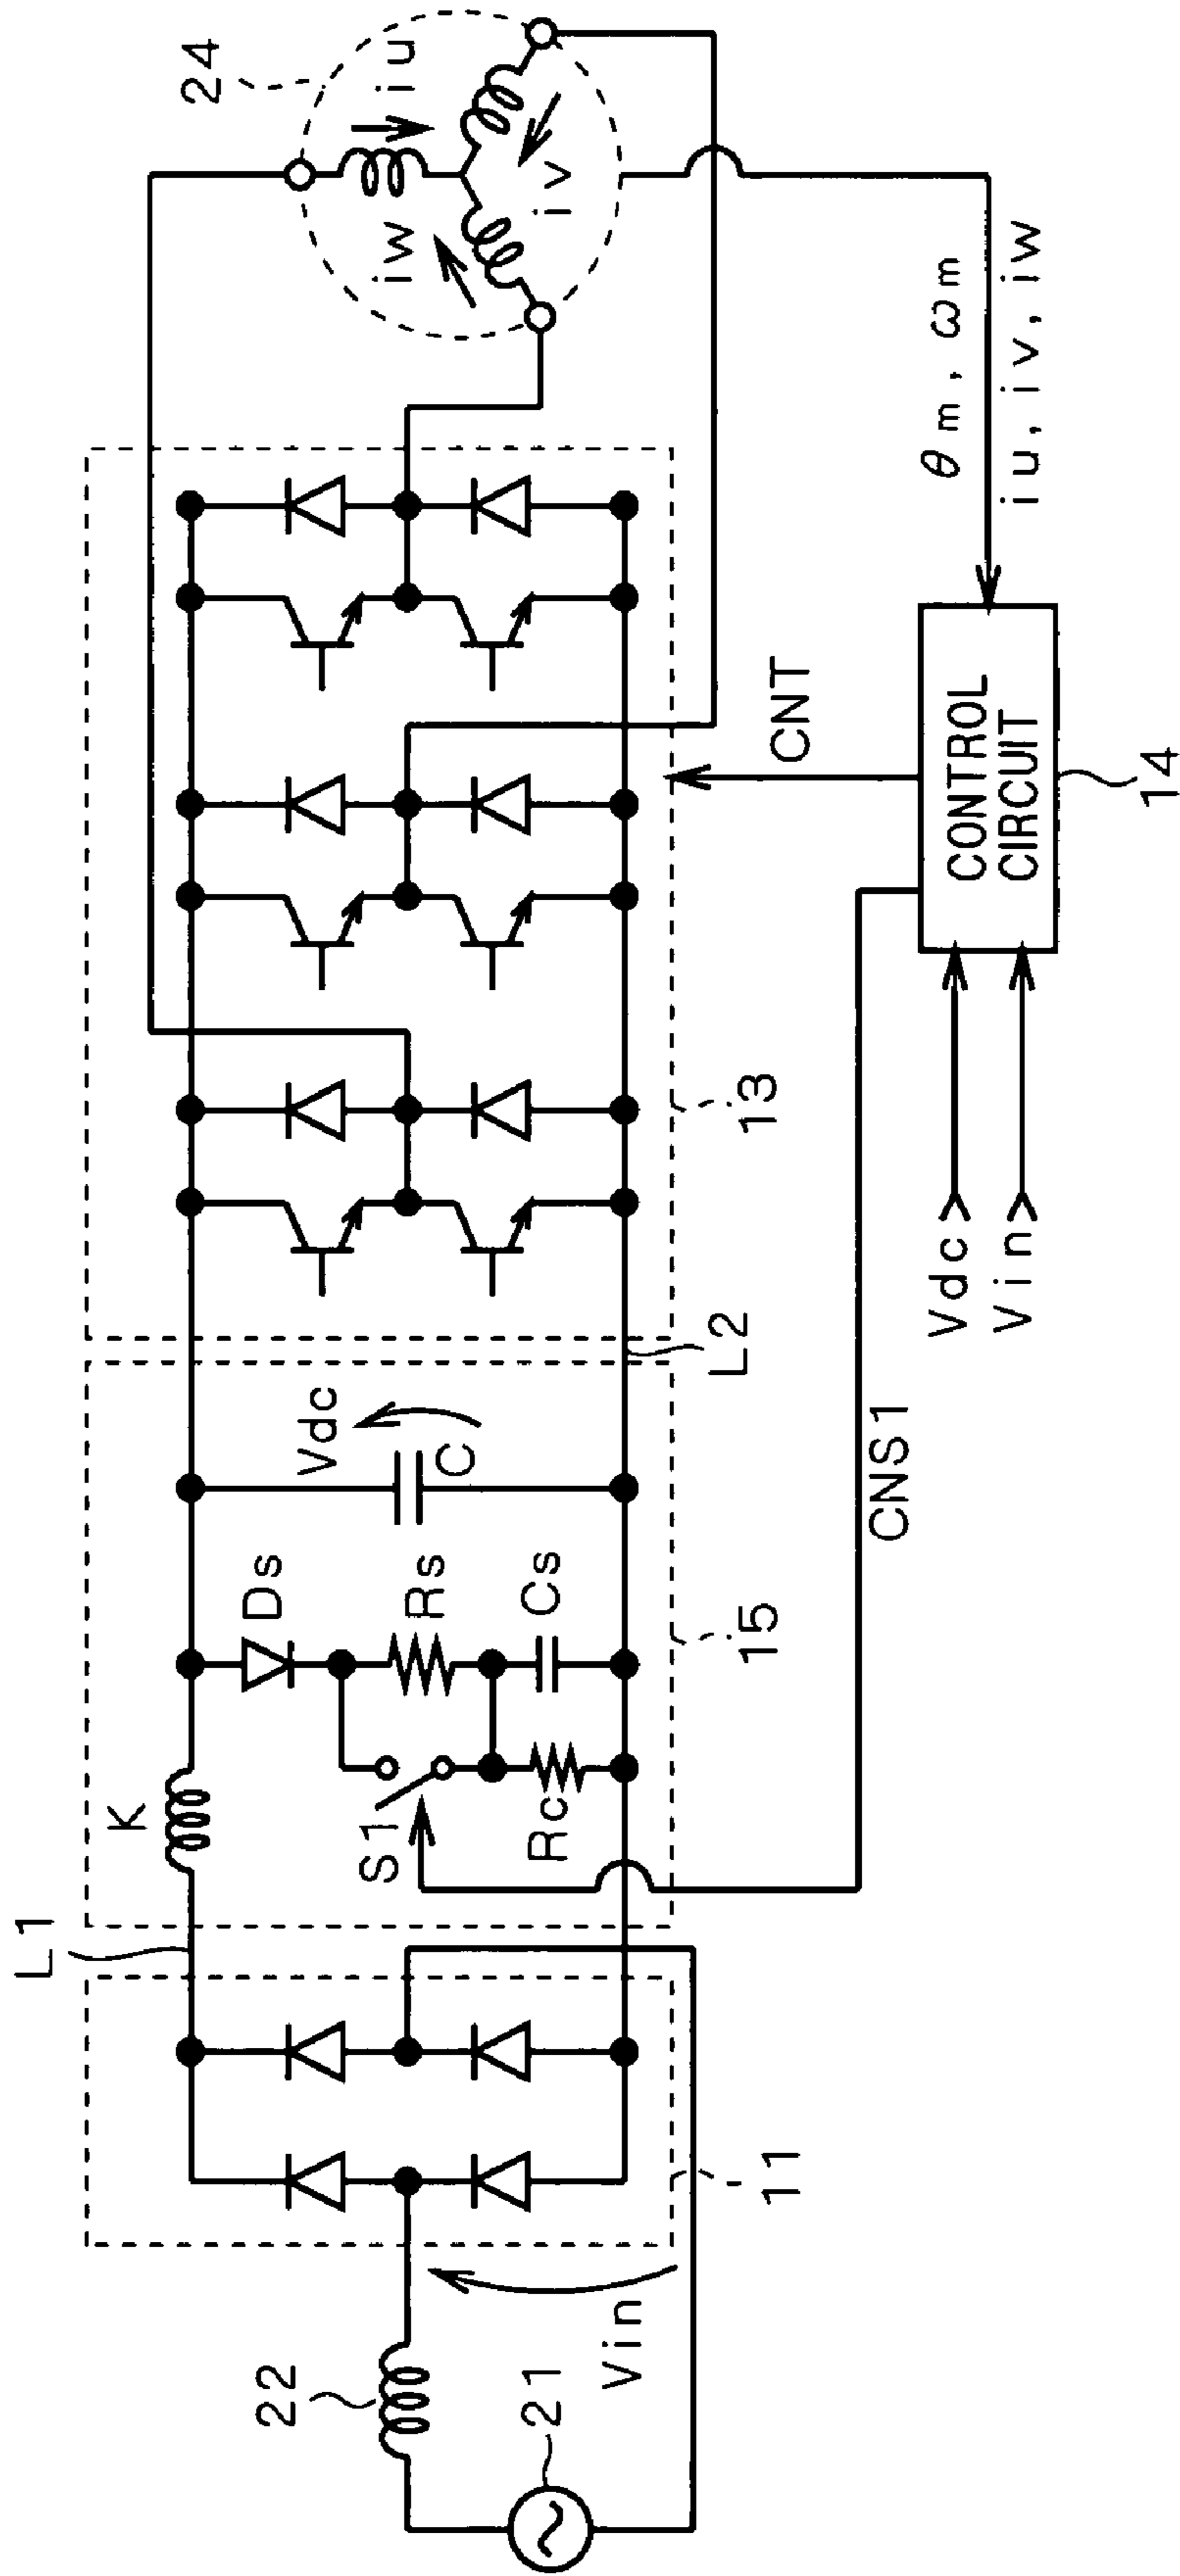 22
21
Vin
11
L1
K
S1
Rc
Ds
Rs
Cs
15
Vdc
C
L2
CNS1
13
24
iu
iw
iv
θm, ωm
iu, iv, iw
CNT
CONTROL
CIRCUIT
14
Vdc
Vin